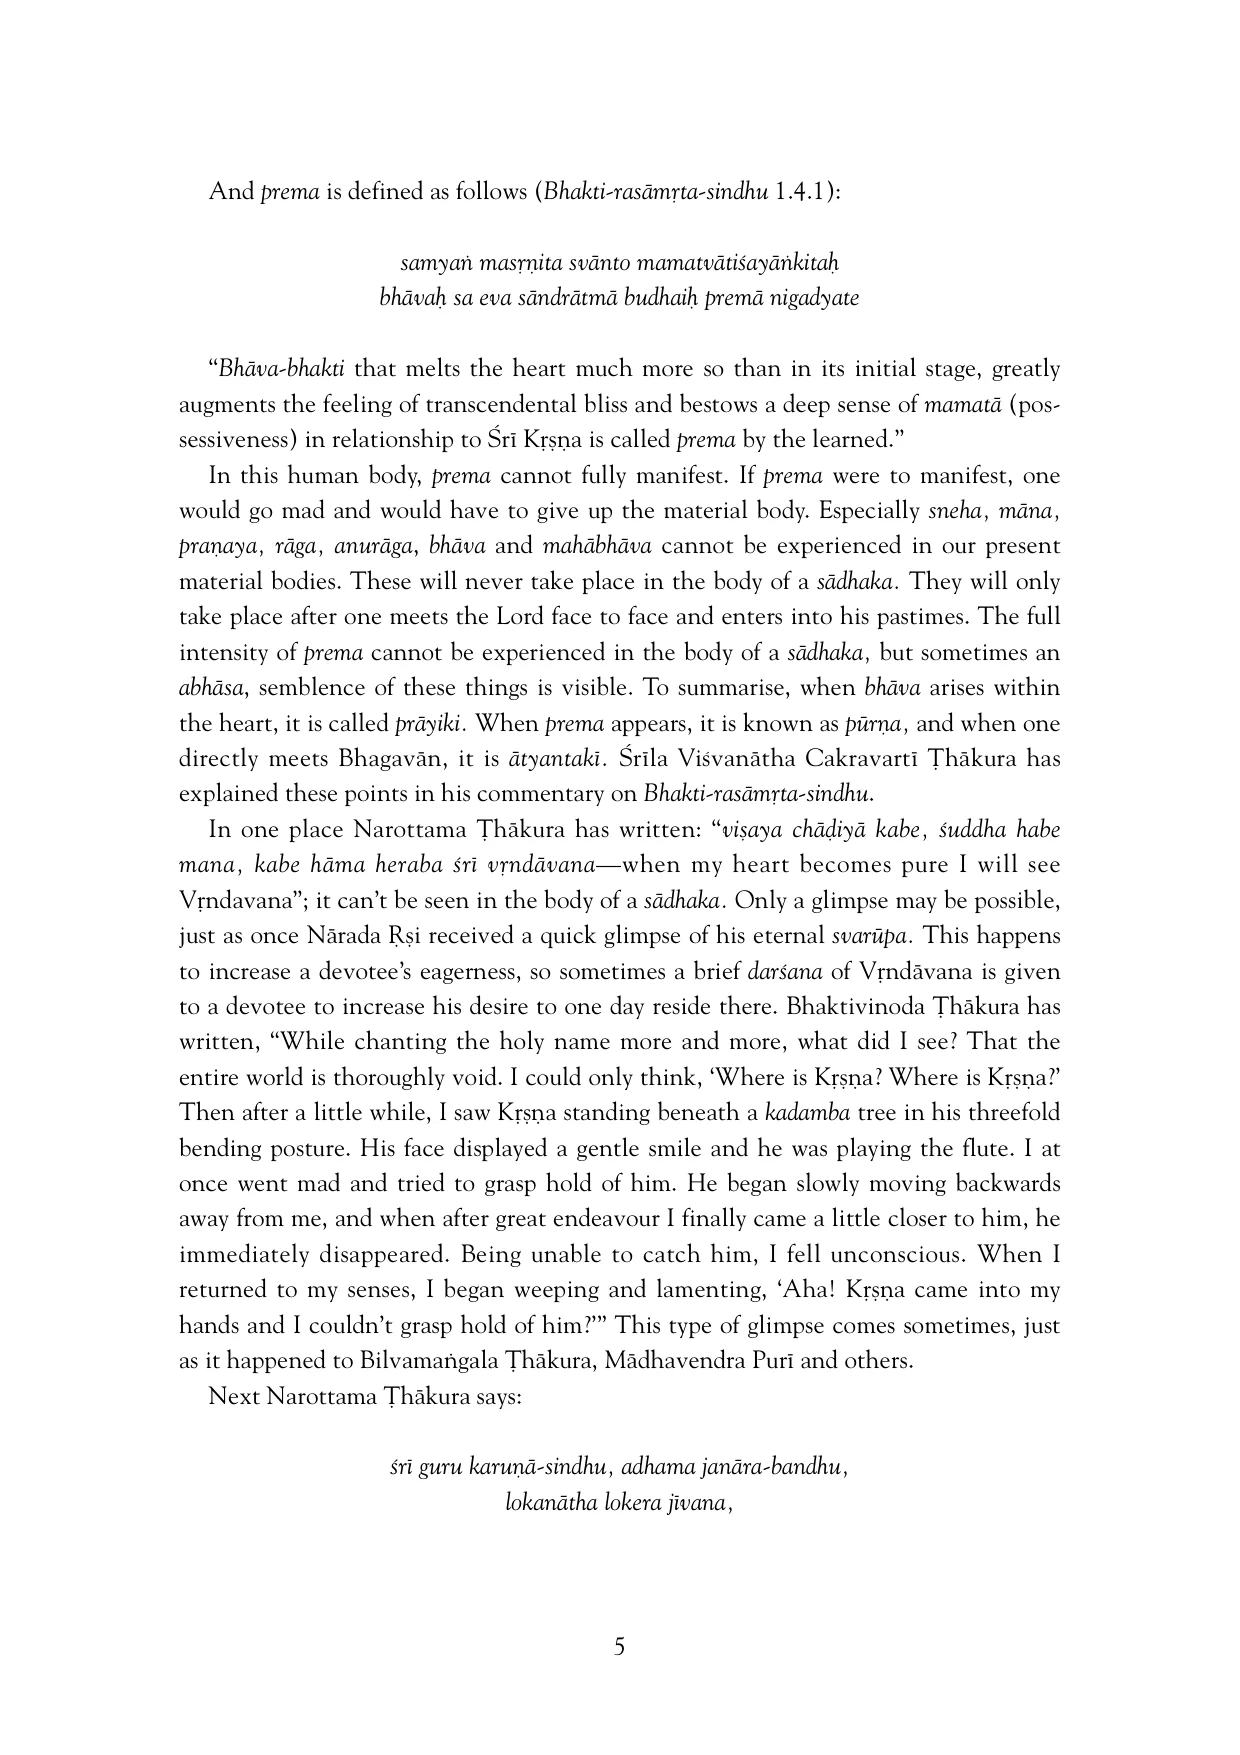 And prema is defined as follows (Bhakti-rasāmṛta-sindhu 1.4.1):
samyaṅ masṛṇita svānto mamatvātiśayāṅkitaḥ
bhāvaḥ sa eva sāndrātmā budhaiḥ premā nigadyate
“Bhāva-bhakti that melts the heart much more so than in its initial stage, greatly
augments the feeling of transcendental bliss and bestows a deep sense of mamatā (pos-
sessiveness) in relationship to Śrī Kṛṣṇa is called prema by the learned.”
In this human body, prema cannot fully manifest. If prema were to manifest, one
would go mad and would have to give up the material body. Especially sneha, māna,
praṇaya, rāga, anurāga, bhāva and mahābhāva cannot be experienced in our present
material bodies. These will never take place in the body of a sādhaka. They will only
take place after one meets the Lord face to face and enters into his pastimes. The full
intensity of prema cannot be experienced in the body of a sādhaka, but sometimes an
abhāsa, semblence of these things is visible. To summarise, when bhāva arises within
the heart, it is called prāyiki. When prema appears, it is known as pūrṇa, and when one
directly meets Bhagavān, it is ātyantakī. Śrīla Viśvanātha Cakravartī Ṭhākura has
explained these points in his commentary on Bhakti-rasāmṛta-sindhu.
In one place Narottama Ṭhākura has written: “viṣaya chāḍiyā kabe, śuddha habe
mana, kabe hāma heraba śrī vṛndāvana—when my heart becomes pure I will see
Vṛndavana”; it can’t be seen in the body of a sādhaka. Only a glimpse may be possible,
just as once Nārada Ṛṣi received a quick glimpse of his eternal svarūpa. This happens
to increase a devotee’s eagerness, so sometimes a brief darśana of Vṛndāvana is given
to a devotee to increase his desire to one day reside there. Bhaktivinoda Ṭhākura has
written, “While chanting the holy name more and more, what did I see? That the
entire world is thoroughly void. I could only think, ‘Where is Kṛṣṇa? Where is Kṛṣṇa?’
Then after a little while, I saw Kṛṣṇa standing beneath a kadamba tree in his threefold
bending posture. His face displayed a gentle smile and he was playing the flute. I at
once went mad and tried to grasp hold of him. He began slowly moving backwards
away from me, and when after great endeavour I finally came a little closer to him, he
immediately disappeared. Being unable to catch him, I fell unconscious. When I
returned to my senses, I began weeping and lamenting, ‘Aha! Kṛṣṇa came into my
hands and I couldn’t grasp hold of him?’” This type of glimpse comes sometimes, just
as it happened to Bilvamaṅgala Ṭhākura, Mādhavendra Purī and others.
Next Narottama Ṭhākura says:
śrī guru karuṇā-sindhu, adhama janāra-bandhu,
lokanātha lokera jīvana,
5